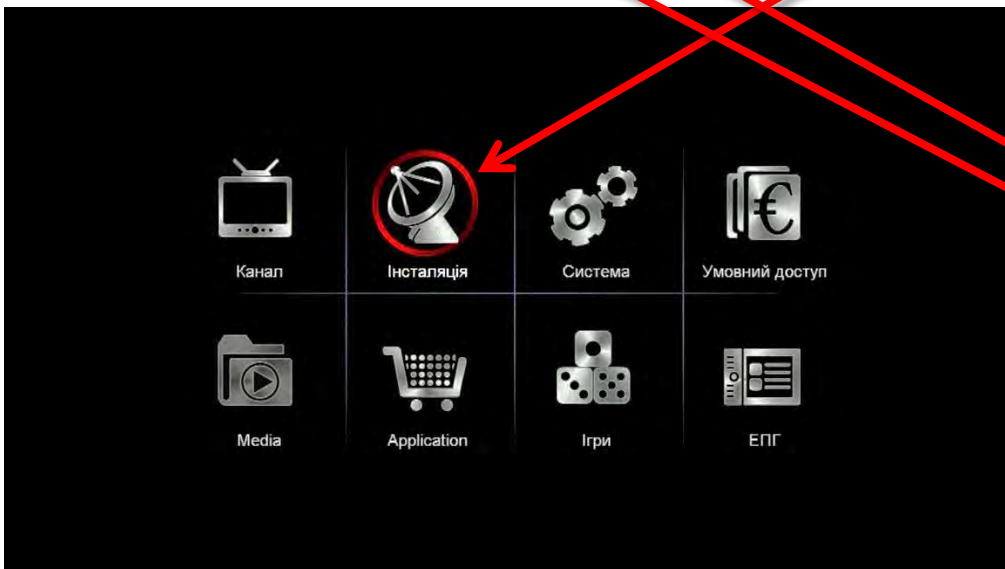 Канал Інсталяція Система Умовний доступ
Media Application Ігри ЕПГ